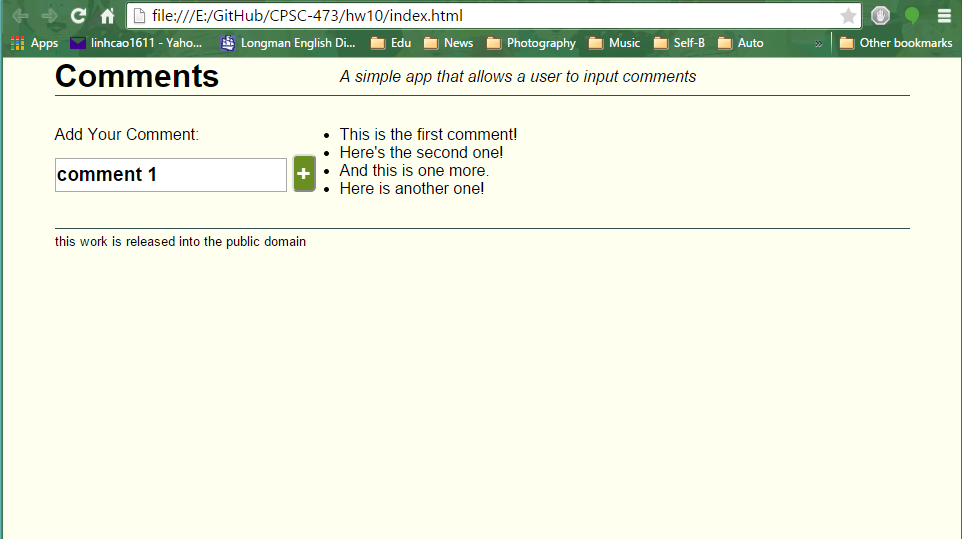 file:///E:/GitHub/CPSC-473/hw10/index.html
Apps linhcao1611 - Yaho... Longman English Di... Edu News Photography Music Self-B Auto » Other bookmarks
Comments A simple app that allows a user to input comments
Add Your Comment:
comment 1 +
• This is the first comment!
• Here's the second one!
• And this is one more.
• Here is another one!
this work is released into the public domain